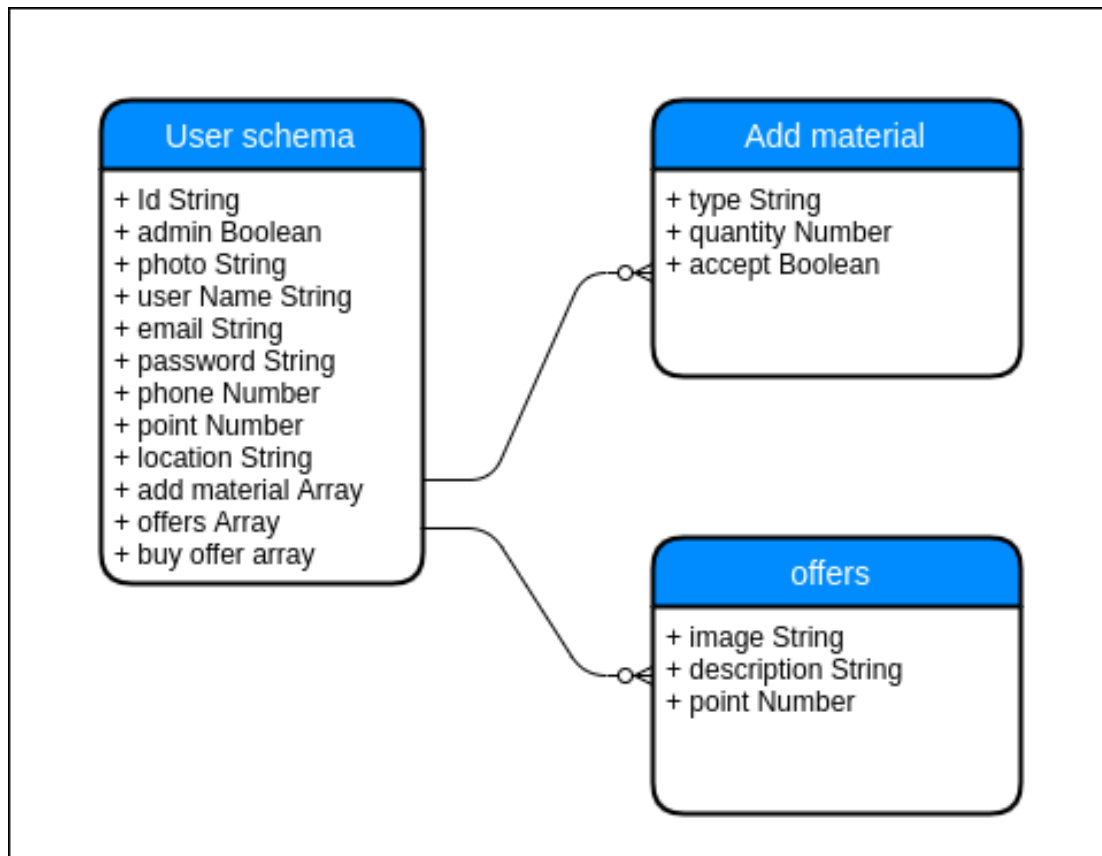 User schema
+ Id String
+ admin Boolean
+ photo String
+ user Name String
+ email String
+ password String
+ phone Number
+ point Number
+ location String
+ add material Array
+ offers Array
+ buy offer array
Add material
+ type String
+ quantity Number
+ accept Boolean
offers
+ image String
+ description String
+ point Number